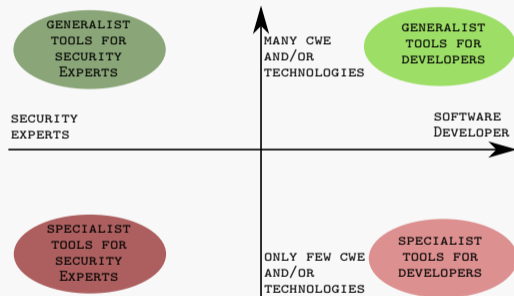 GENERALIST
TOOLS FOR
SECURITY
EXPERTS
MANY CWE
AND/OR
TECHNOLOGIES
GENERALIST
TOOLS FOR
DEVELOPERS
SECURITY
EXPERTS
SOFTWARE
DEVELOPER
SPECIALIST
TOOLS FOR
SECURITY
EXPERTS
ONLY FEW CWE
AND/OR
TECHNOLOGIES
SPECIALIST
TOOLS FOR
DEVELOPERS